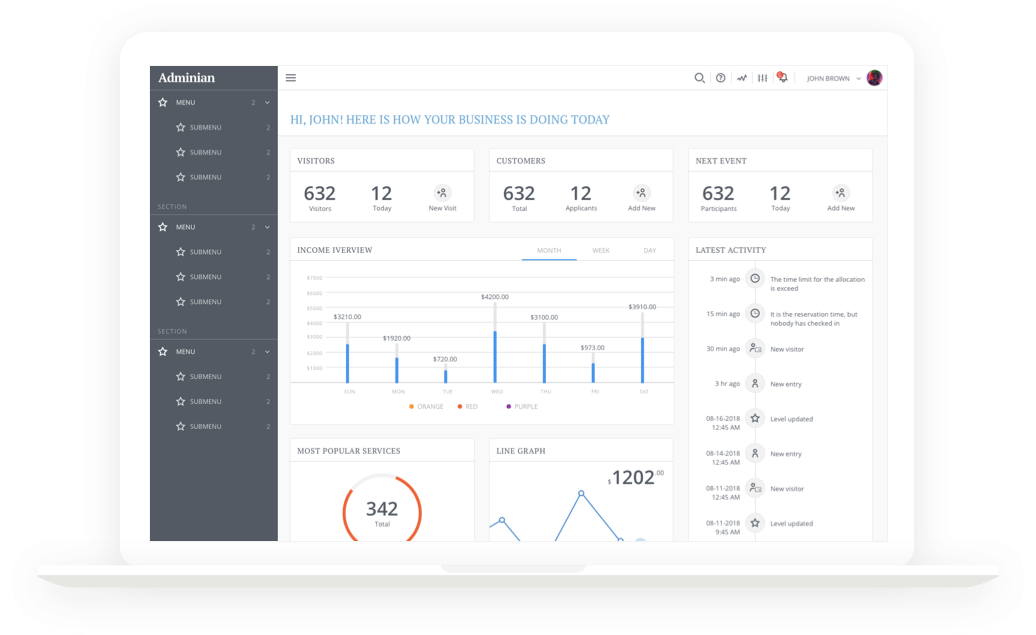 Adminian
JOHN BROWN
MENU 2
SUBMENU 2
SUBMENU 2
SUBMENU 2
SECTION
MENU 2
SUBMENU 2
SUBMENU 2
SUBMENU 2
SECTION
MENU 2
SUBMENU 2
SUBMENU 2
SUBMENU 2
HI, JOHN! HERE IS HOW YOUR BUSINESS IS DOING TODAY
VISITORS
632 12
Visitors Today New Visit
CUSTOMERS
632 12
Total Applicants Add New
NEXT EVENT
632 12
Participants Today Add New
INCOME IVERVIEW MONTH WEEK DAY
$7000
$6000
$5000
$4000
$3000
$2000
$1000
$3210.00
$1920.00
$720.00
$4200.00
$3100.00
$973.00
$3910.00
SUN MON TUE WED THU FRI SAT
ORANGE RED PURPLE
LATEST ACTIVITY
3 min ago The time limit for the allocation
is exceed
15 min ago It is the reservation time, but
nobody has checked in
30 min ago New visitor
3 hr ago New entry
08-16-2018 Level updated
12:45 AM
08-14-2018 New entry
12:45 AM
08-11-2018 New visitor
12:45 AM
08-11-2018 Level updated
9:45 AM
MOST POPULAR SERVICES
342
Total
LINE GRAPH
$1202.00